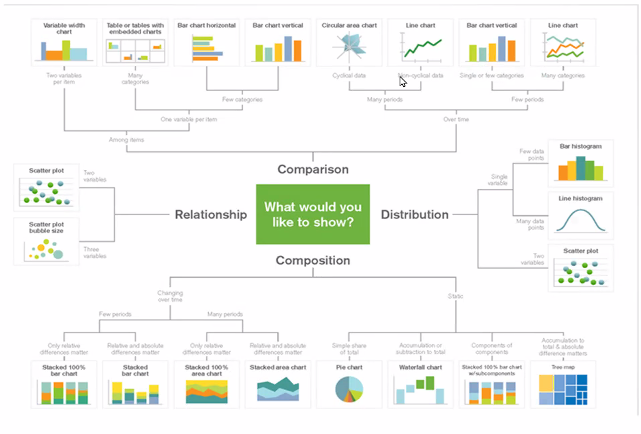 Variable width
chart
Table or tables with
embedded charts
Bar chart horizontal
Bar chart vertical
Circular area chart
Line chart
Bar chart vertical
Line chart
Two variables
per item
Many
categories
Cyclical data
Non-cyclical data
Single or few categories
Many categories
Few categories
Many periods
Few periods
One variable per item
Over time
Among items
Comparison
Scatter plot
Two
variables
Scatter plot
bubble size
Three
variables
Relationship
What would you
like to show?
Distribution
Single
variable
Few data
points
Bar histogram
Many data
points
Line histogram
Two
variables
Scatter plot
Composition
Changing
over time
Static
Few periods
Many periods
Only relative
differences matter
Relative and absolute
differences matter
Only relative
differences matter
Relative and absolute
differences matter
Simple share
of total
Accumulation or
subtraction to total
Components of
components
Accumulation to
total & absolute
difference matters
Stacked 100%
bar chart
Stacked
bar chart
Stacked 100%
area chart
Stacked area chart
Pie chart
Waterfall chart
Stacked 100% bar chart
w/subcomponents
Tree map